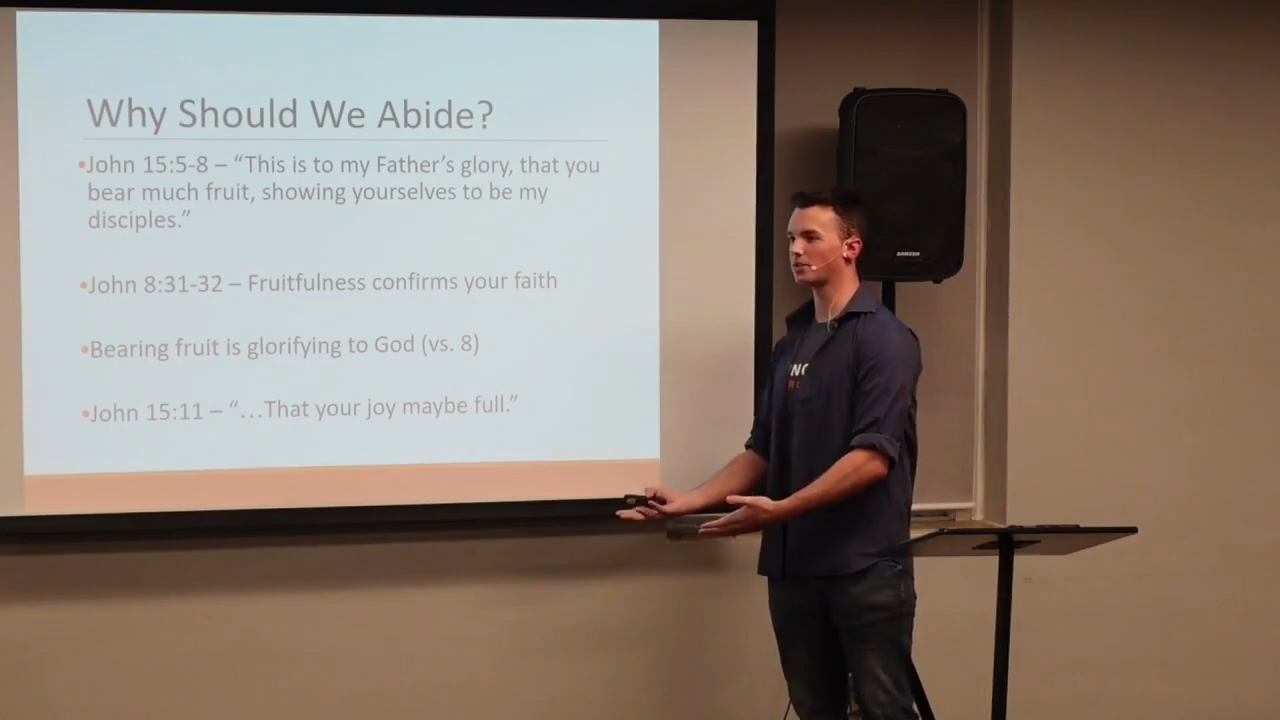 Why Should We Abide?
•John 15:5-8 – “This is to my Father’s glory, that you
bear much fruit, showing yourselves to be my
disciples.”
•John 8:31-32 – Fruitfulness confirms your faith
•Bearing fruit is glorifying to God (vs. 8)
•John 15:11 – “…That your joy maybe full.”
SAMSON